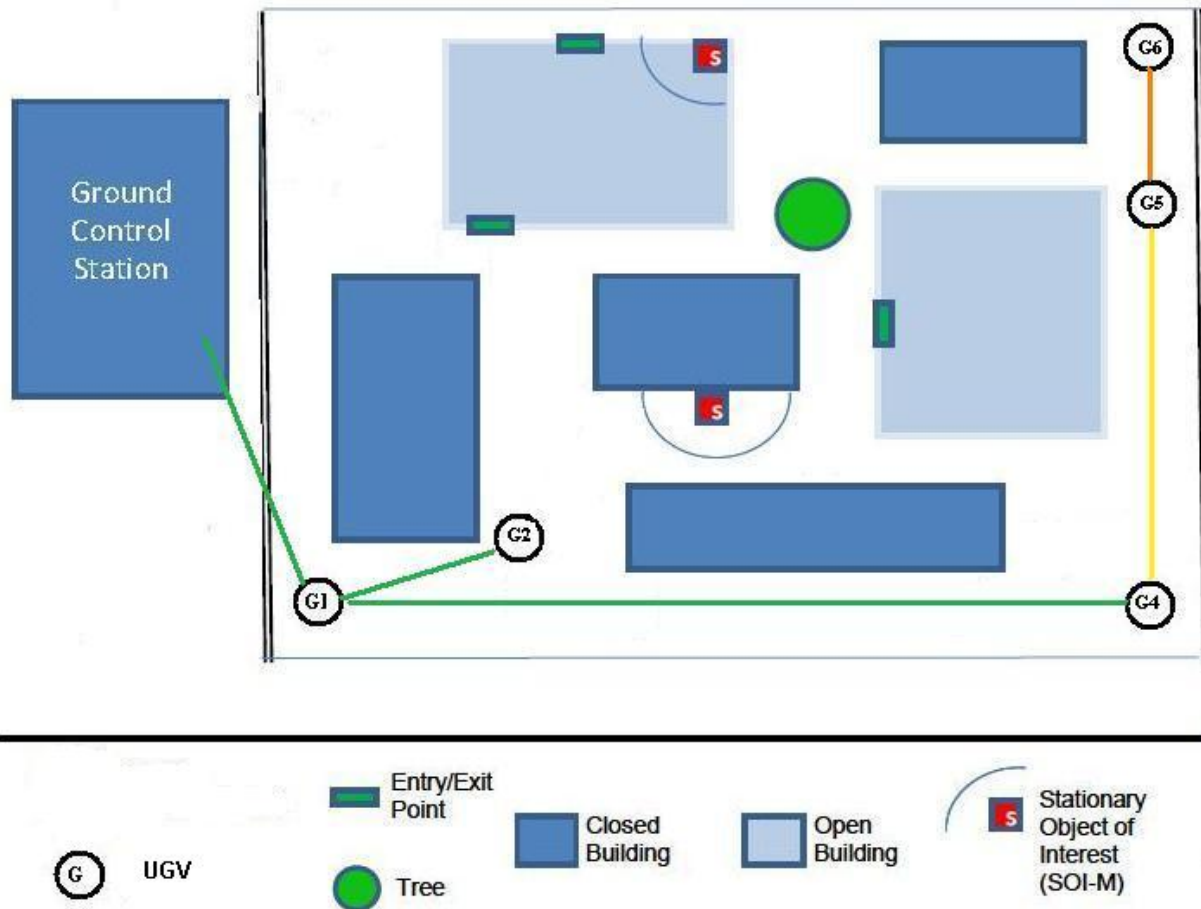 G6
S
Ground
Control
Station
G5
S
G2
G1
G4
Entry/Exit
Point
Closed
Building
Open
Building
S
Stationary
Object of
Interest
(SOI-M)
G
UGV
Tree